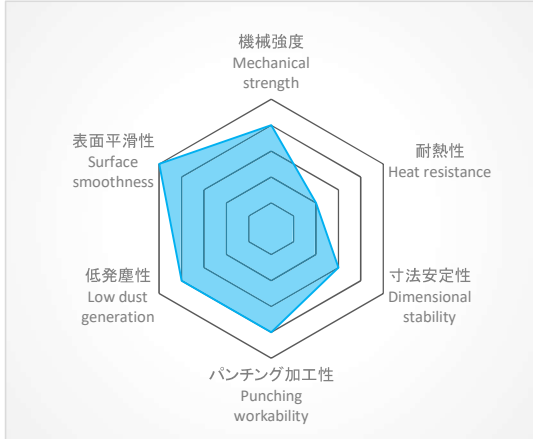 機械強度
Mechanical
strength
耐熱性
Heat resistance
寸法安定性
Dimensional
stability
パンチング加工性
Punching
workability
低発塵性
Low dust
generation
表面平滑性
Surface
smoothness